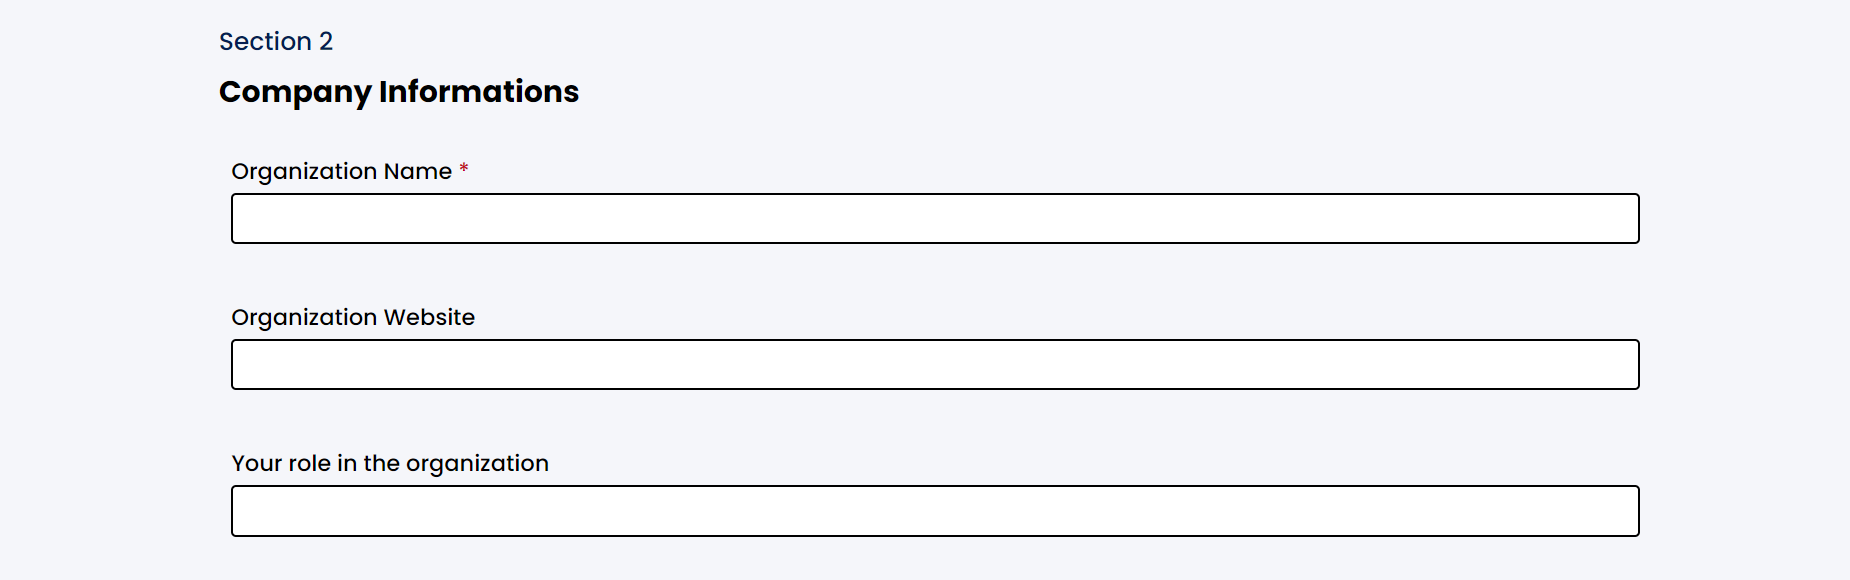 Section 2
Company Informations
Organization Name *
Organization Website
Your role in the organization